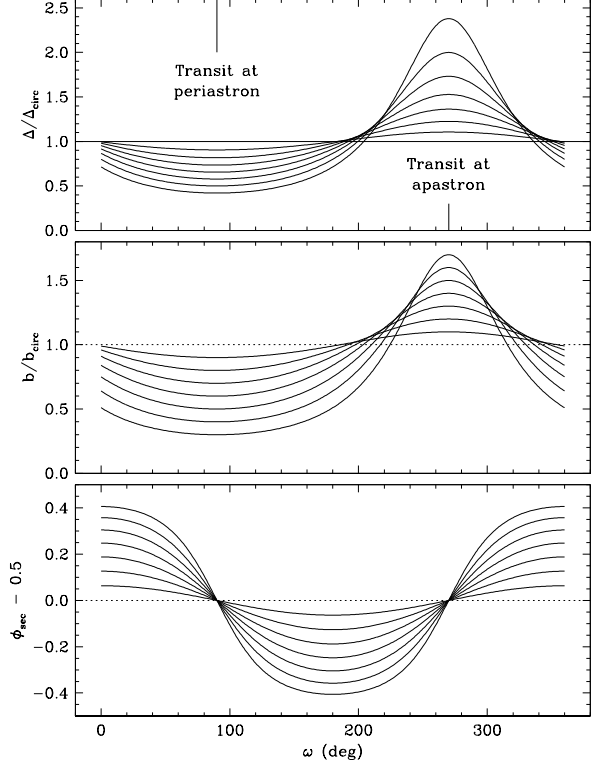 2.5
2.0
1.5
1.0
0.5
0.0
Δ/Δcirc
Transit at
periastron
Transit at
apastron
1.5
1.0
0.5
0.0
b/bcirc
0.4
0.2
0.0
−0.2
−0.4
ϕsec − 0.5
0 100 200 300
ω (deg)